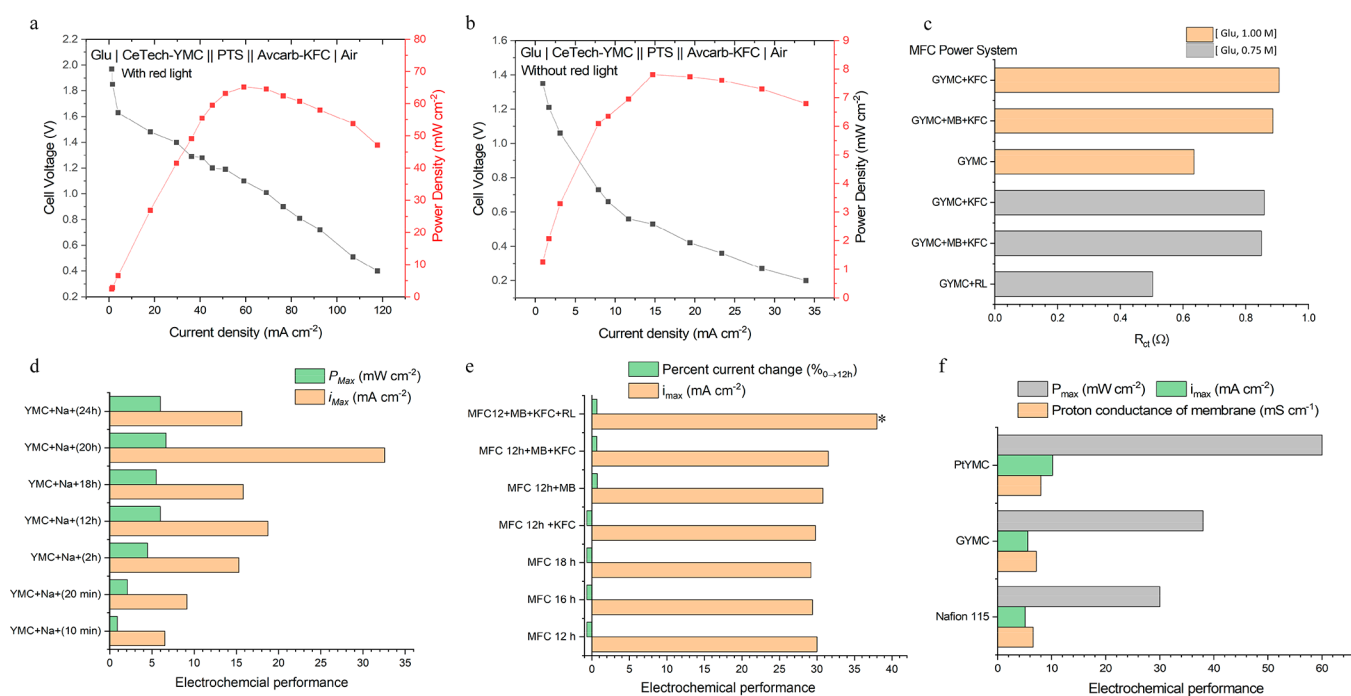 a
Glu | CeTech-YMC || PTS || Avcarb-KFC | Air
With red light
Cell Voltage (V)
2.2
2.0
1.8
1.6
1.4
1.2
1.0
0.8
0.6
0.4
0.2
0 20 40 60 80 100 120
Current density (mA cm-2)
80
70
60
50
40
30
20
10
0
Power Density (mW cm-2)
b
Glu | CeTech-YMC || PTS || Avcarb-KFC | Air
Without red light
Cell Voltage (V)
1.6
1.4
1.2
1.0
0.8
0.6
0.4
0.2
0 5 10 15 20 25 30 35
Current density (mA cm-2)
9
8
7
6
5
4
3
2
1
0
Power Density (mW cm-2)
c
[ Glu, 1.00 M]
[ Glu, 0.75 M]
MFC Power System
GYMC+KFC
GYMC+MB+KFC
GYMC
GYMC+KFC
GYMC+MB+KFC
GYMC+RL
0.0 0.2 0.4 0.6 0.8 1.0
Rct (Ω)
d
PMax (mW cm-2)
iMax (mA cm-2)
YMC+Na+(24h)
YMC+Na+(20h)
YMC+Na+18h)
YMC+Na+(12h)
YMC+Na+(2h)
YMC+Na+(20 min)
YMC+Na+(10 min)
0 5 10 15 20 25 30 35
Electrochemical performance
e
Percent current change (%0→12h)
imax (mA cm-2)
MFC12+MB+KFC+RL
*
MFC 12h+MB+KFC
MFC 12h+MB
MFC 12h +KFC
MFC 18 h
MFC 16 h
MFC 12 h
0 10 20 30 40
Electrochemical performance
f
Pmax (mW cm-2) imax (mA cm-2)
Proton conductance of membrane (mS cm-1)
PtYMC
GYMC
Nafion 115
0 10 20 30 40 50 60
Electrochemical performance